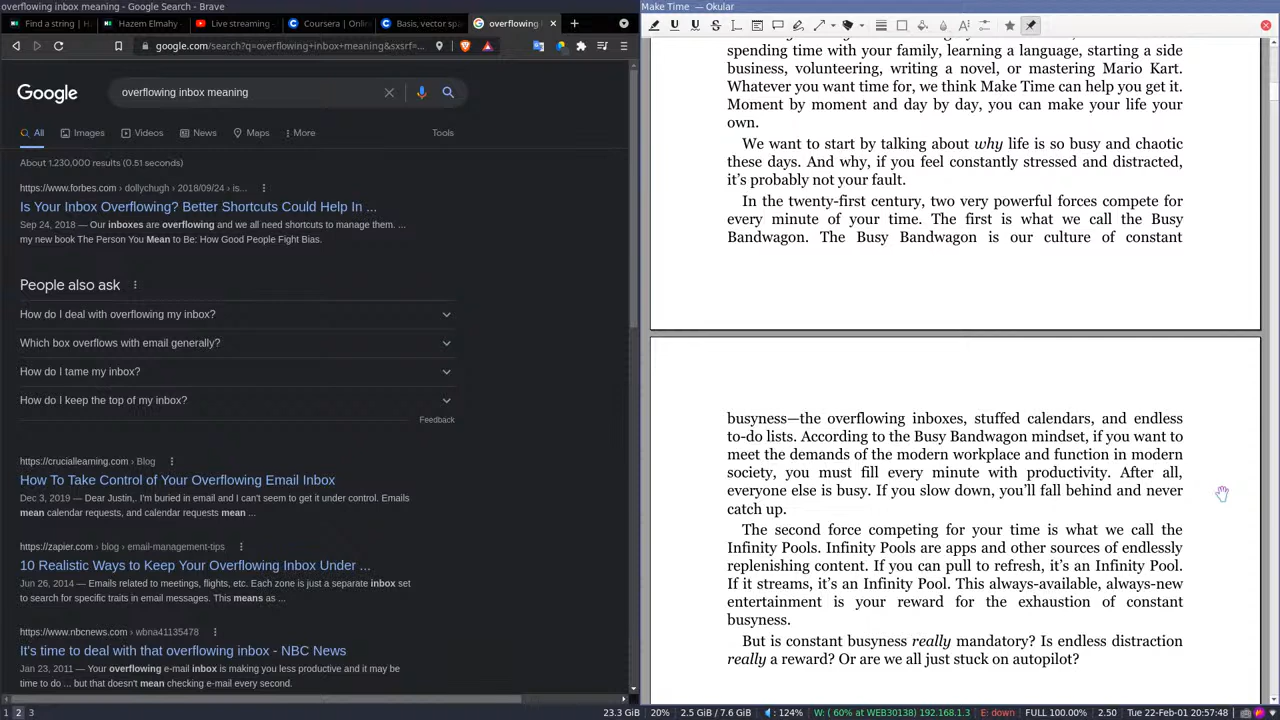 overflowing inbox meaning - Google Search - Brave
Find a clinic | Hunt
Hazem Elmahy
Live streaming
Coursera | Online
Basis, vector spa
overflowing i
google.com/search?q=overflowing+inbox+meaning&sxsrf=...
Google
overflowing inbox meaning
All
Images
Videos
News
Maps
More
Tools
About 1,230,000 results (0.51 seconds)
https://www.forbes.com › dollychugh › 2018/09/24 › is...
Is Your Inbox Overflowing? Better Shortcuts Could Help In ...
Sep 24, 2018 — Our inboxes are overflowing and we all need shortcuts to manage them. ...
my new book The Person You Mean to Be: How Good People Fight Bias.
People also ask
How do I deal with overflowing my inbox?
Which box overflows with email generally?
How do I tame my inbox?
How do I keep the top of my inbox?
Feedback
https://cruciallearning.com › Blog
How To Take Control of Your Overflowing Email Inbox
Dec 3, 2019 — Dear Justin,. I'm buried in email and I can't seem to get it under control. Emails
mean calendar requests, and calendar requests mean ...
https://zapier.com › blog › email-management-tips
10 Realistic Ways to Keep Your Overflowing Inbox Under ...
Jun 26, 2014 — Emails related to meetings, flights, etc. Each zone is just a separate inbox set
to search for specific traits in email messages. This means as ...
https://www.nbcnews.com › wbna41135478
It's time to deal with that overflowing inbox - NBC News
Jan 23, 2011 — Your overflowing e-mail inbox is making you less productive and it may be
time to do ... but that doesn't mean checking e-mail every second.
Make Time — Okular
spending time with your family, learning a language, starting a side
business, volunteering, writing a novel, or mastering Mario Kart.
Whatever you want time for, we think Make Time can help you get it.
Moment by moment and day by day, you can make your life your
own.
We want to start by talking about why life is so busy and chaotic
these days. And why, if you feel constantly stressed and distracted,
it's probably not your fault.
In the twenty-first century, two very powerful forces compete for
every minute of your time. The first is what we call the Busy
Bandwagon. The Busy Bandwagon is our culture of constant
busyness—the overflowing inboxes, stuffed calendars, and endless
to-do lists. According to the Busy Bandwagon mindset, if you want to
meet the demands of the modern workplace and function in modern
society, you must fill every minute with productivity. After all,
everyone else is busy. If you slow down, you'll fall behind and never
catch up.
The second force competing for your time is what we call the
Infinity Pools. Infinity Pools are apps and other sources of endlessly
replenishing content. If you can pull to refresh, it's an Infinity Pool.
If it streams, it's an Infinity Pool. This always-available, always-new
entertainment is your reward for the exhaustion of constant
busyness.
But is constant busyness really mandatory? Is endless distraction
really a reward? Or are we all just stuck on autopilot?
1 2 3
23.3 GiB 20% 2.5 GiB / 7.6 GiB : 124% W: ( 60% at WEB30138) 192.168.1.3 E: down FULL 100.00% 2.50 Tue 22-Feb-01 20:57:48